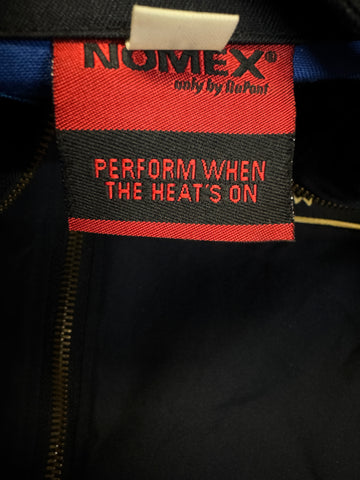 NOMEX®
only by DuPont
PERFORM WHEN
THE HEAT'S ON